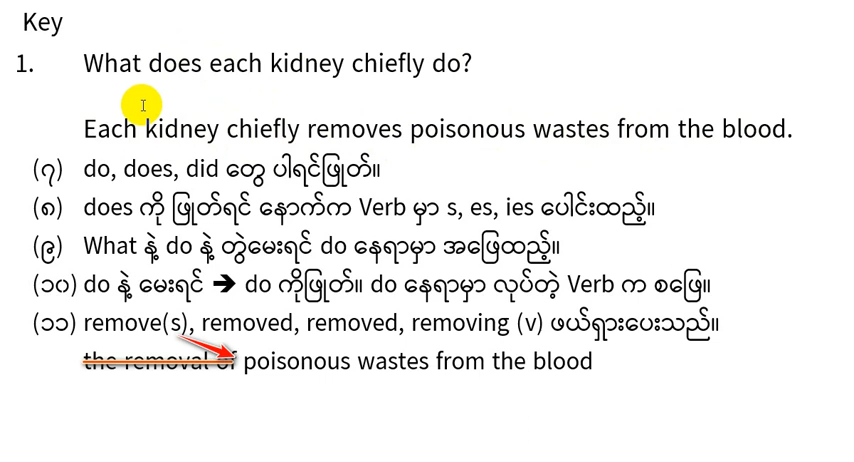 Key
1. What does each kidney chiefly do?
Each kidney chiefly removes poisonous wastes from the blood.
(၇) do, does, did တွေ ပါရင်ဖြုတ်။
(၈) does ကို ဖြုတ်ရင် နောက်က Verb မှာ s, es, ies ပေါင်းထည့်။
(၉) What နဲ့ do နဲ့ တွဲမေးရင် do နေရာမှာ အဖြေထည့်။
(၁၀) do နဲ့ မေးရင် → do ကိုဖြုတ်။ do နေရာမှာ လုပ်တဲ့ Verb က စဖြေ။
(၁၁) remove(s), removed, removed, removing (v) ဖယ်ရှားပေးသည်။
the removal of poisonous wastes from the blood